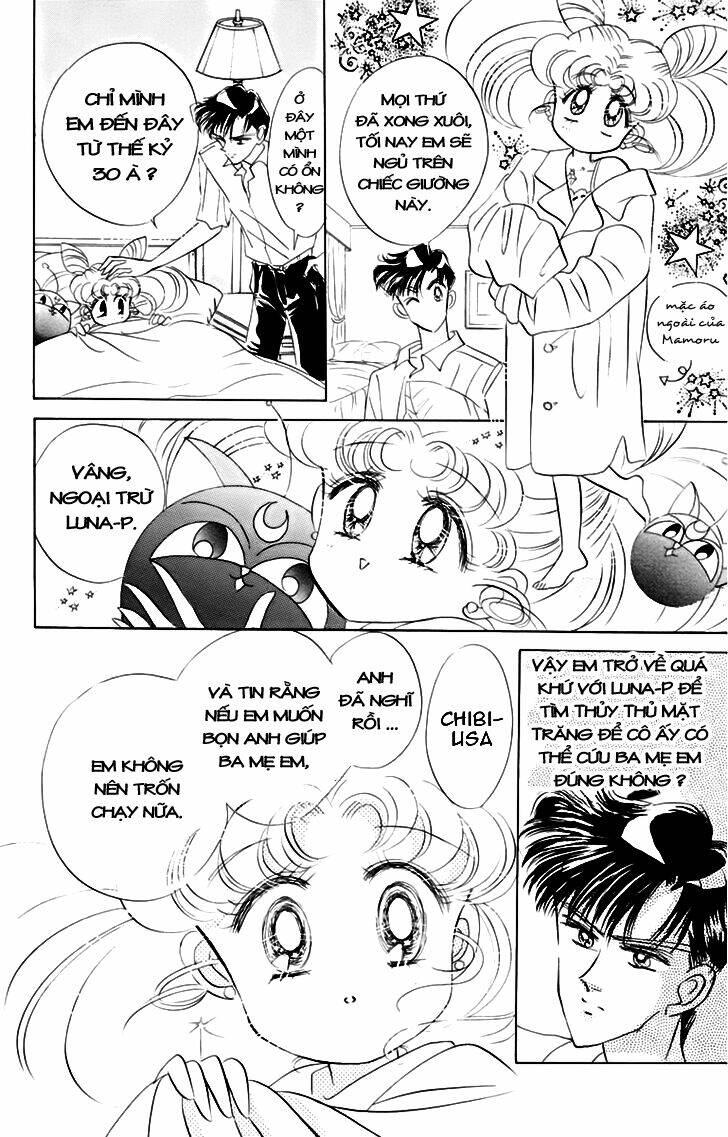 MỌI THỨ
ĐÃ XONG XUÔI,
TỐI NAY EM SẼ
NGỦ TRÊN
CHIẾC GIƯỜNG
NÀY.
mặc áo
ngoài của
Mamoru
Ở
ĐÂY
MỘT
MÌNH
CÓ ỔN
KHÔNG
?
CHỈ MÌNH
EM ĐẾN ĐÂY
TỪ THẾ KỶ
30 À ?
VÂNG,
NGOẠI TRỪ
LUNA-P.
VẬY EM TRỞ VỀ QUÁ
KHỨ VỚI LUNA-P ĐỂ
TÌM THỦY THỦ MẶT
TRĂNG ĐỂ CÔ ẤY CÓ
THỂ CỨU BA MẸ EM
ĐÚNG KHÔNG ?
CHIBI-
USA
ANH
ĐÃ NGHĨ
RỒI ...
VÀ TIN RẰNG
NẾU EM MUỐN
BỌN ANH GIÚP
BA MẸ EM,
EM KHÔNG
NÊN TRỐN
CHẠY NỮA.